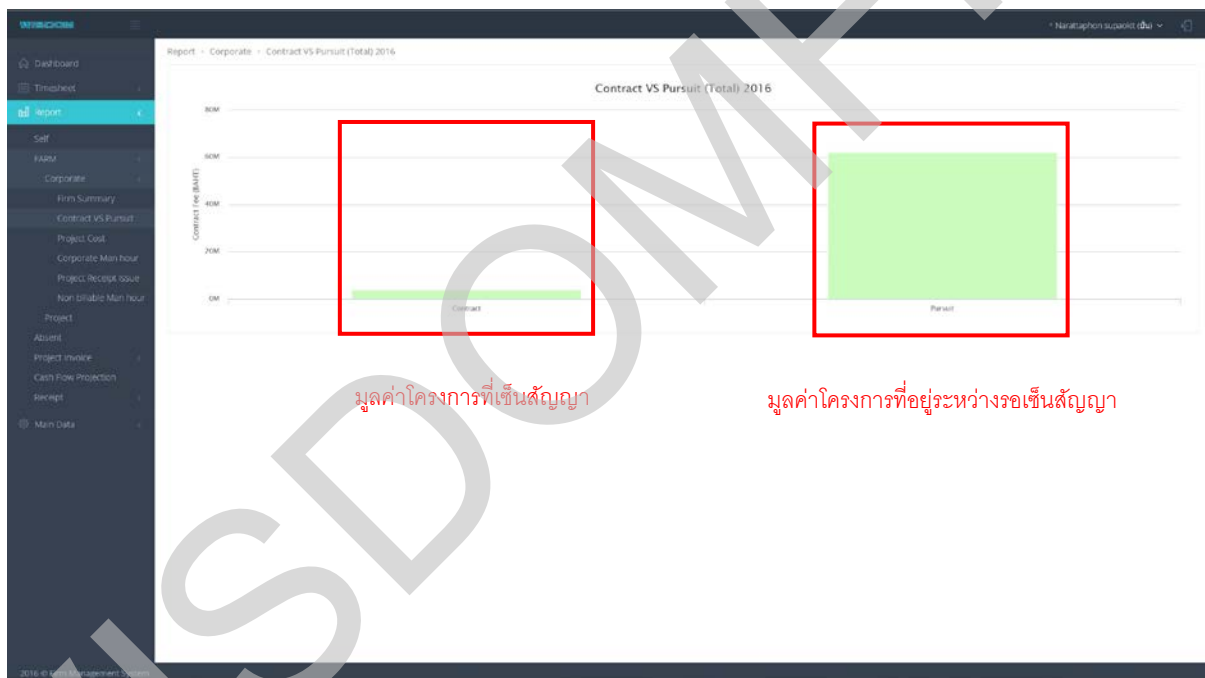 WISDOM
Narattaphon supaokit (ปั้น)
Report Corporate Contract VS Pursuit (Total) 2016
Dashboard
Timesheet
Report
Self
FARM
Corporate
Firm Summary
Contract VS Pursuit
Project Cost
Corporate Man hour
Project Receipt Issue
Non billable Man hour
Project
Absent
Project Invoice
Cash Flow Projection
Receipt
Main Data
Contract VS Pursuit (Total) 2016
Contract Fee (BAHT)
80M
60M
40M
20M
0M
Contract
Pursuit
มูลค่าโครงการที่เซ็นสัญญา
มูลค่าโครงการที่อยู่ระหว่างรอเซ็นสัญญา
2016 © Firm Management System